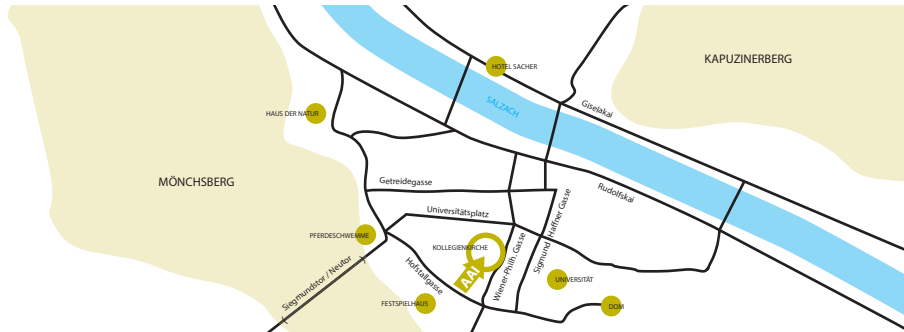 HOTEL SACHER
KAPUZINERBERG
SALZACH
Giselakai
HAUS DER NATUR
MÖNCHSBERG
Getreidegasse
Rudolfskai
Universitätsplatz
Sigmund Haffner Gasse
PFERDESCHWEMME
KOLLEGIENKIRCHE
Wiener-Philh. Gasse
AAI
Hofstallgasse
Siegmundstor / Neutor
UNIVERSITÄT
FESTSPIELHAUS
DOM